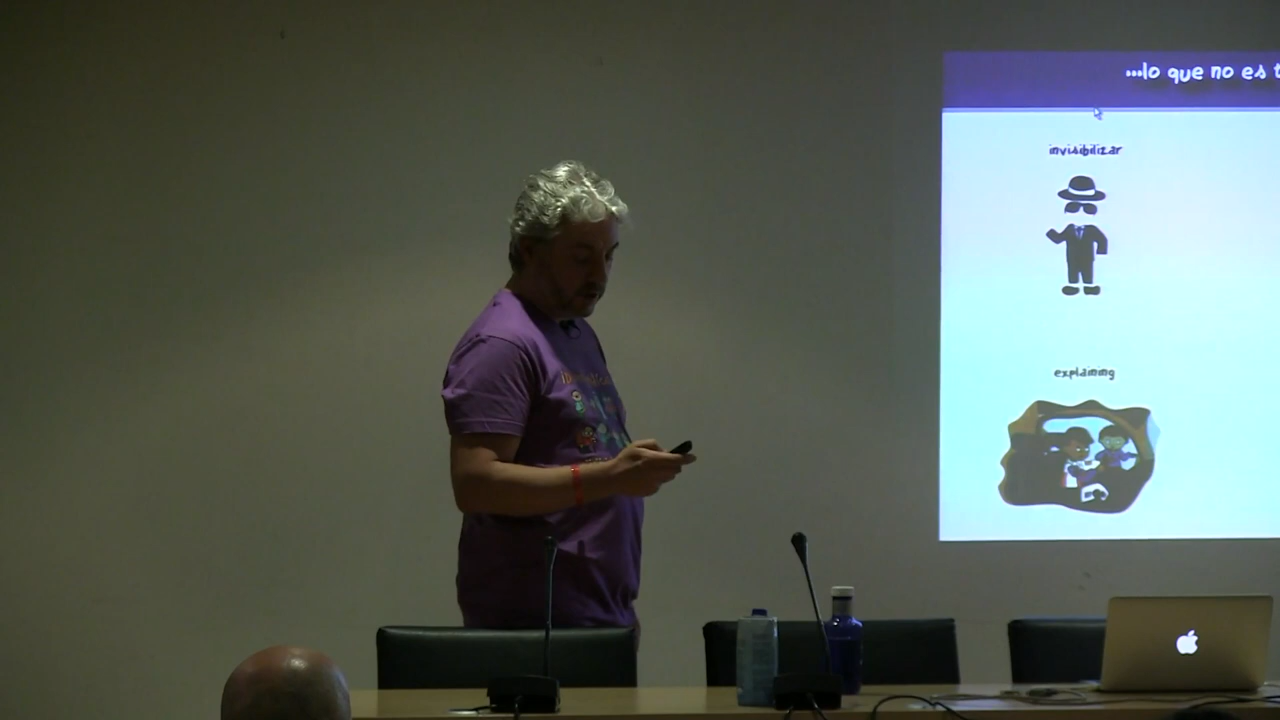 ...lo que no es
invisibilizar
explaining